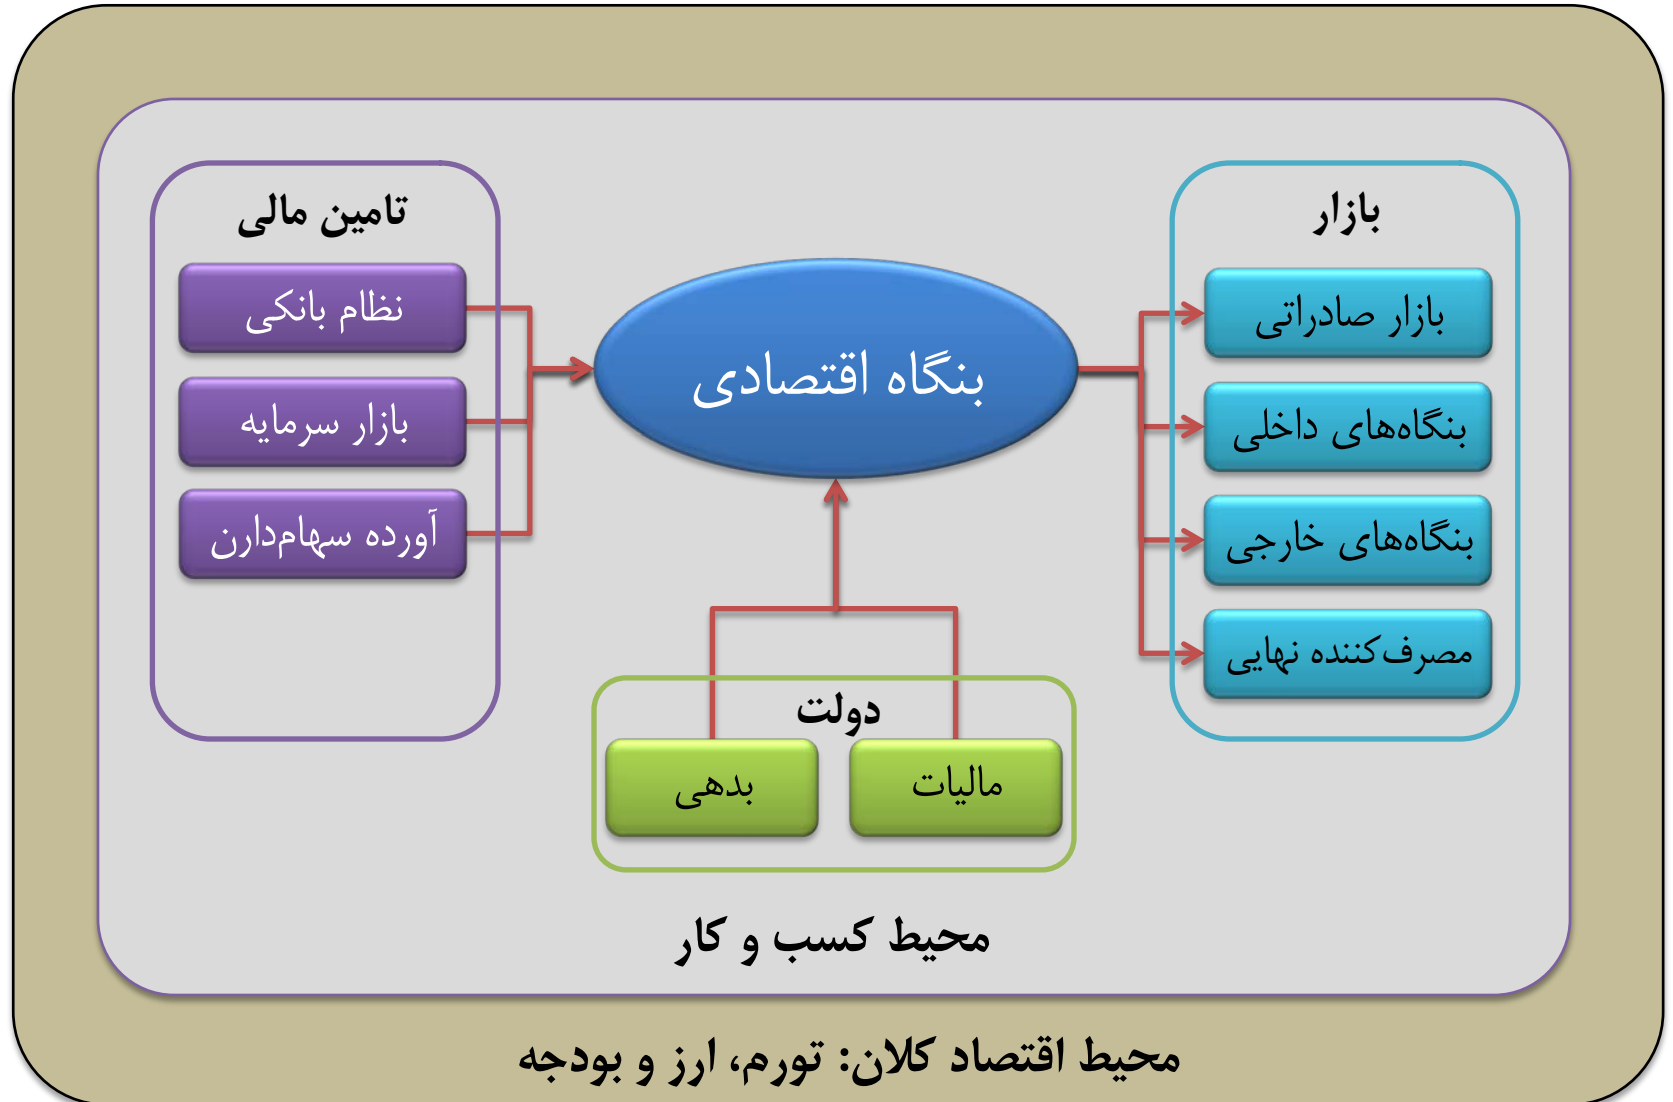 بازار
بازار صادراتی
بنگاه‌های داخلی
بنگاه‌های خارجی
مصرف‌کننده نهایی
بنگاه اقتصادی
تامین مالی
نظام بانکی
بازار سرمایه
آورده سهام‌دارن
دولت
مالیات
بدهی
محیط کسب و کار
محیط اقتصاد کلان: تورم، ارز و بودجه